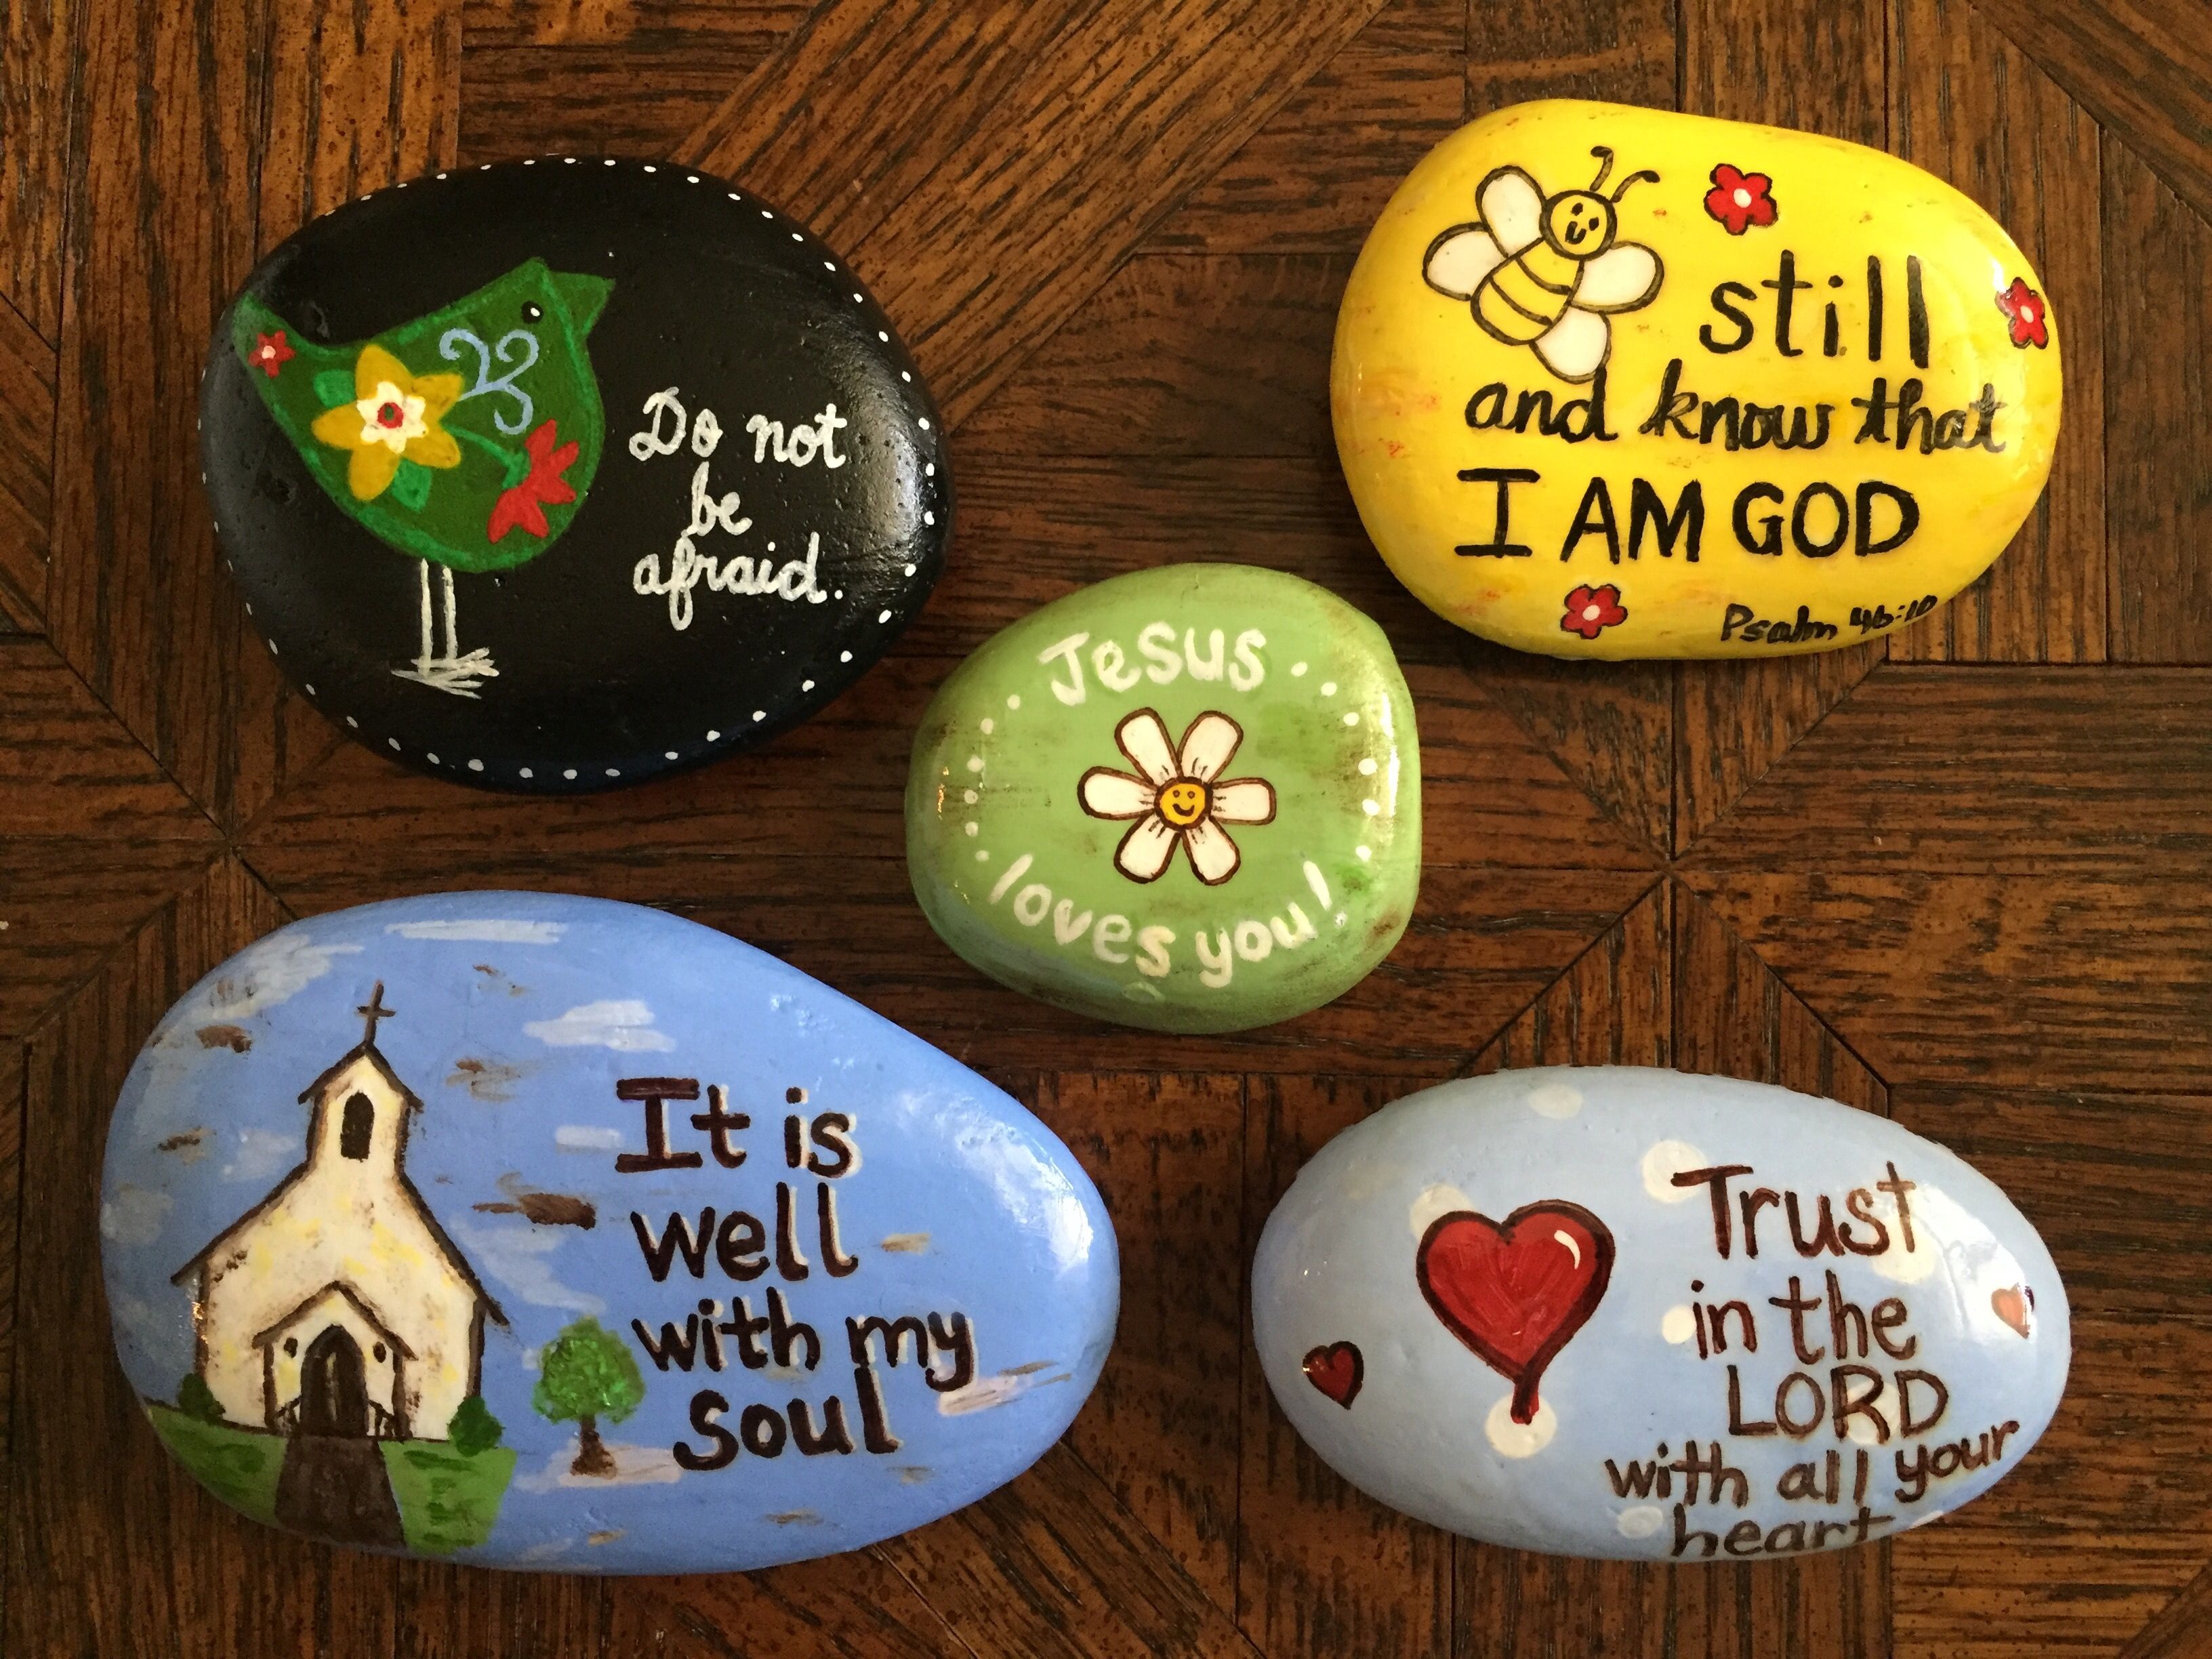 Do not
be
afraid.
still
and know that
I AM GOD
Psalm 46:10
Jesus
loves you!
It is
well
with my
soul
Trust
in the
LORD
with all your
heart